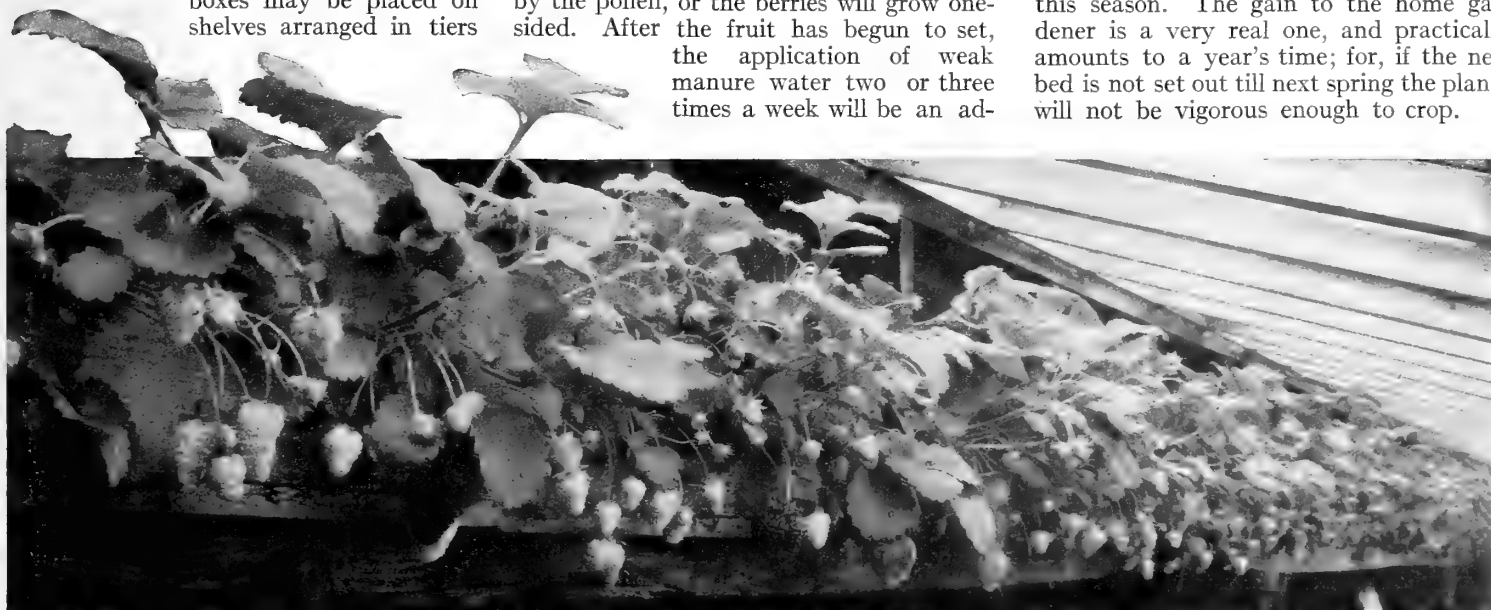 boxes may be placed on
shelves arranged in tiers
by the pollen, or the berries will grow one-
sided. After the fruit has begun to set,
the application of weak
manure water two or three
times a week will be an ad-
this season. The gain to the home ga
dener is a very real one, and practical
amounts to a year's time; for, if the ne
bed is not set out till next spring the plan
will not be vigorous enough to crop.